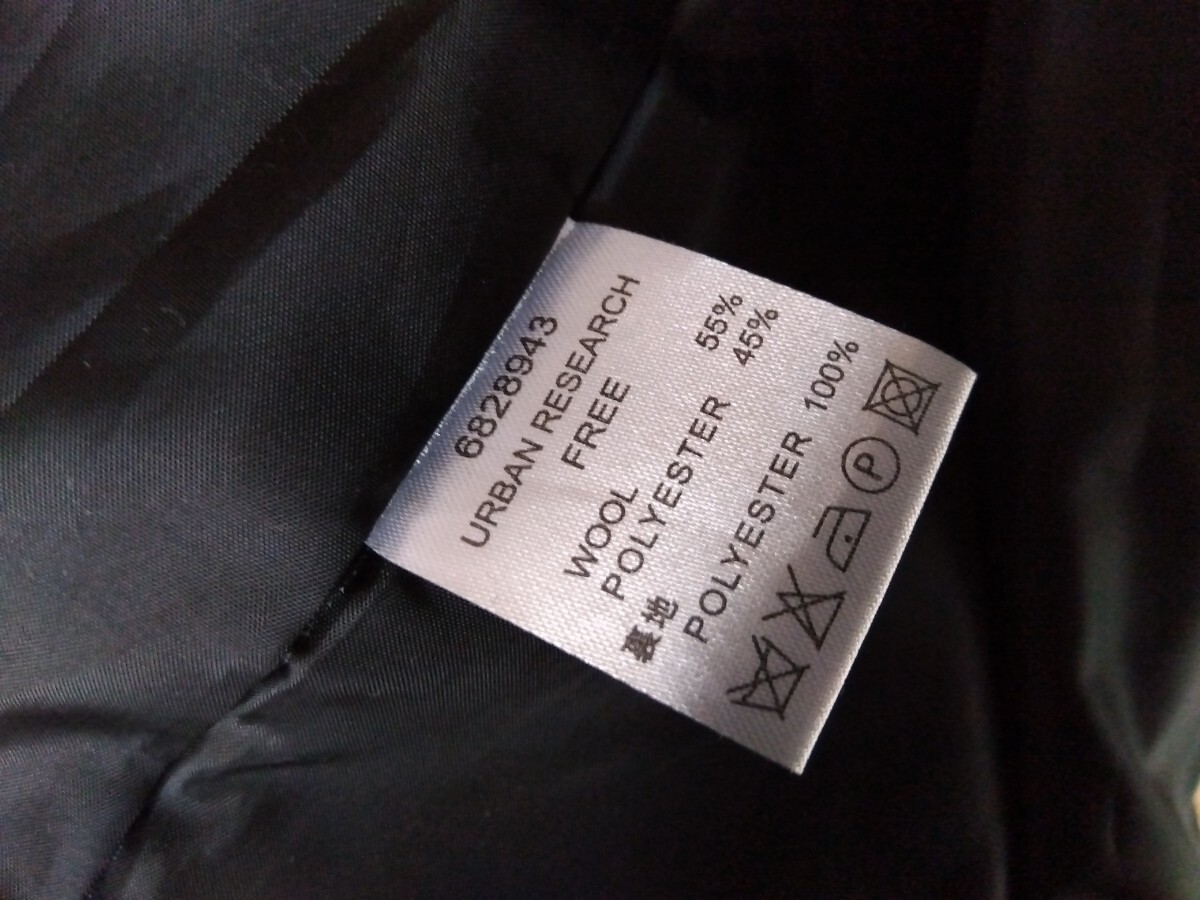 6828943
URBAN RESEARCH
FREE
WOOL 55%
POLYESTER 45%
裏地
POLYESTER 100%
P